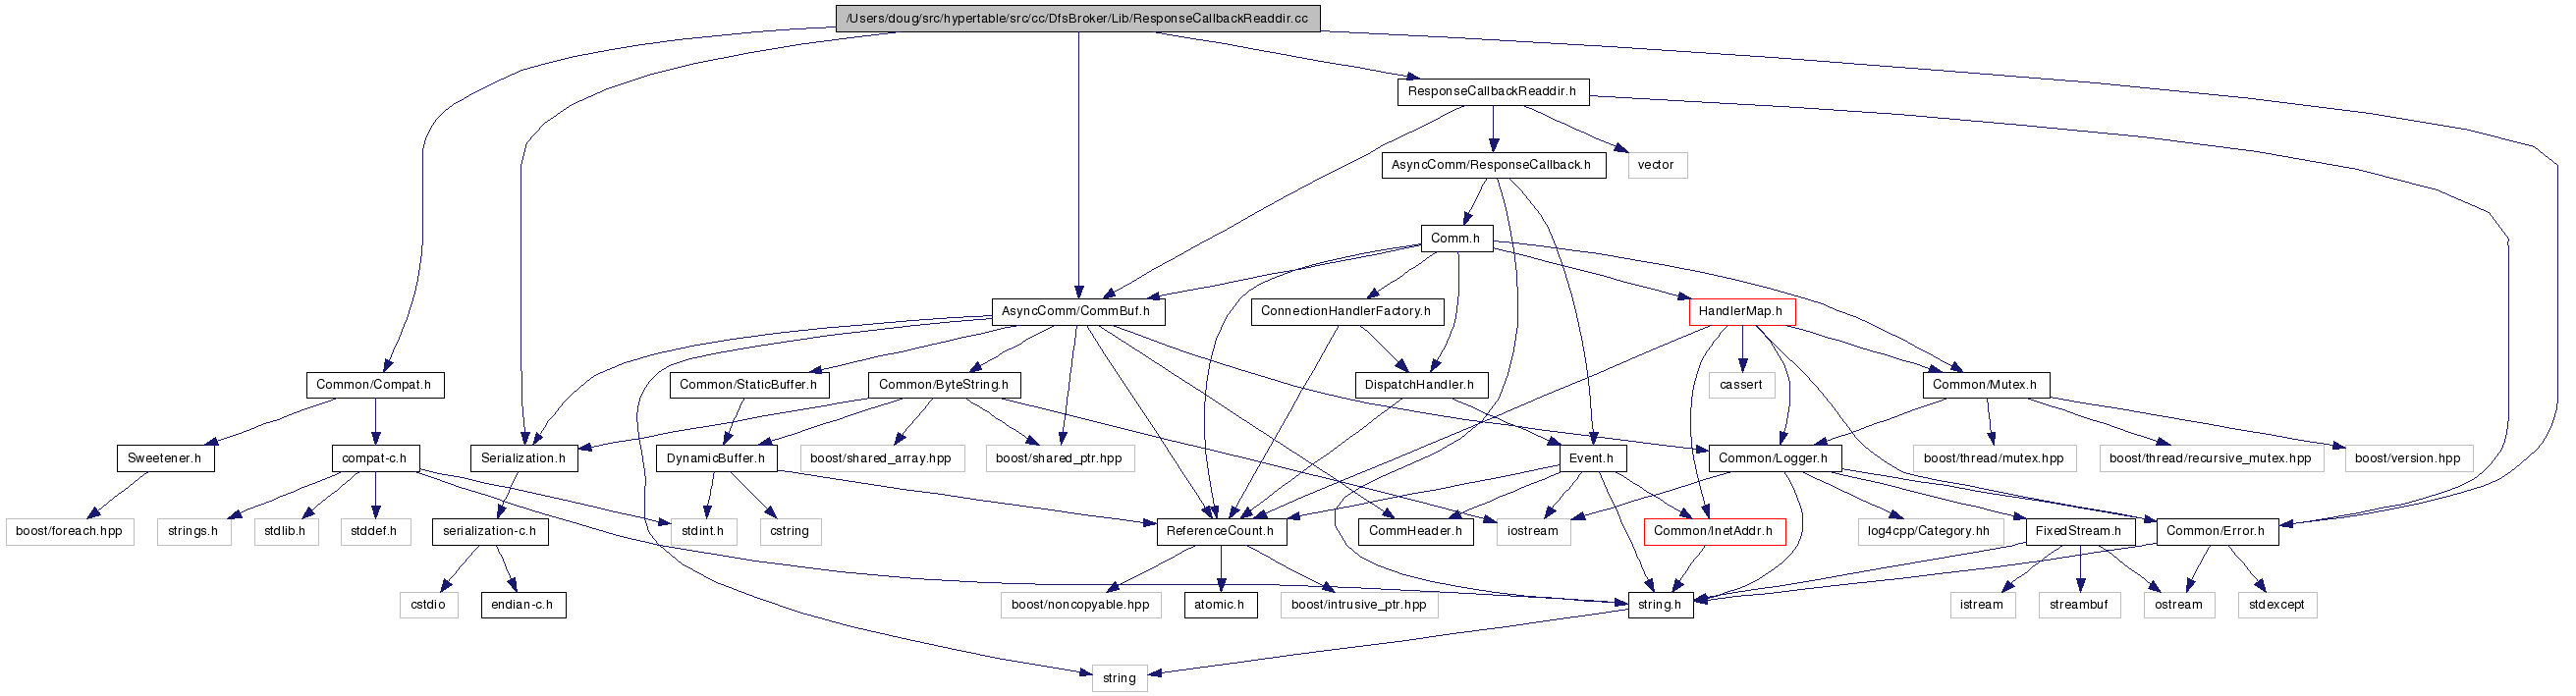 /Users/doug/src/hypertable/src/cc/DfsBroker/Lib/ResponseCallbackReaddir.cc
ResponseCallbackReaddir.h
AsyncComm/ResponseCallback.h
vector
Comm.h
AsyncComm/CommBuf.h
ConnectionHandlerFactory.h
HandlerMap.h
Common/Compat.h
Common/StaticBuffer.h
Common/ByteString.h
DispatchHandler.h
cassert
Common/Mutex.h
Sweetener.h
compat-c.h
Serialization.h
DynamicBuffer.h
boost/shared_array.hpp
boost/shared_ptr.hpp
Event.h
Common/Logger.h
boost/thread/mutex.hpp
boost/thread/recursive_mutex.hpp
boost/version.hpp
boost/foreach.hpp
strings.h
stdlib.h
stddef.h
serialization-c.h
stdint.h
cstring
ReferenceCount.h
CommHeader.h
iostream
Common/InetAddr.h
log4cpp/Category.hh
FixedStream.h
Common/Error.h
cstdio
endian-c.h
boost/noncopyable.hpp
atomic.h
boost/intrusive_ptr.hpp
string.h
istream
streambuf
ostream
stdexcept
string